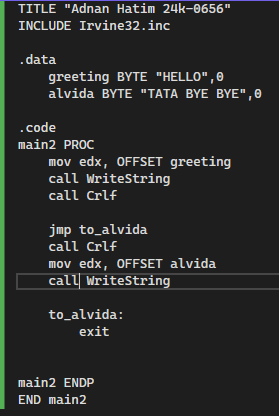 TITLE "Adnan Hatim 24k-0656"
INCLUDE Irvine32.inc
.data
greeting BYTE "HELLO",0
alvida BYTE "TATA BYE BYE",0
.code
main2 PROC
mov edx, OFFSET greeting
call WriteString
call Crlf
jmp to_alvida
call Crlf
mov edx, OFFSET alvida
call WriteString
to_alvida:
exit
main2 ENDP
END main2